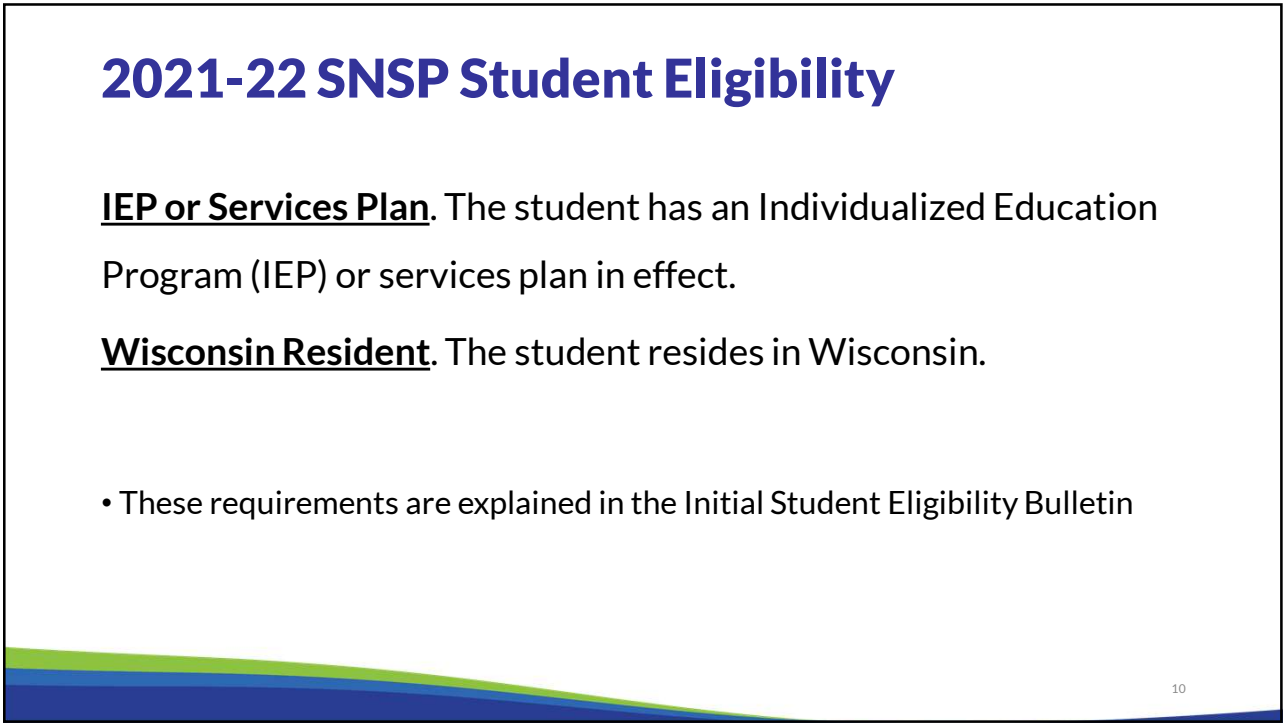 2021-22 SNSP Student Eligibility
IEP or Services Plan. The student has an Individualized Education
Program (IEP) or services plan in effect.
Wisconsin Resident. The student resides in Wisconsin.
• These requirements are explained in the Initial Student Eligibility Bulletin
10